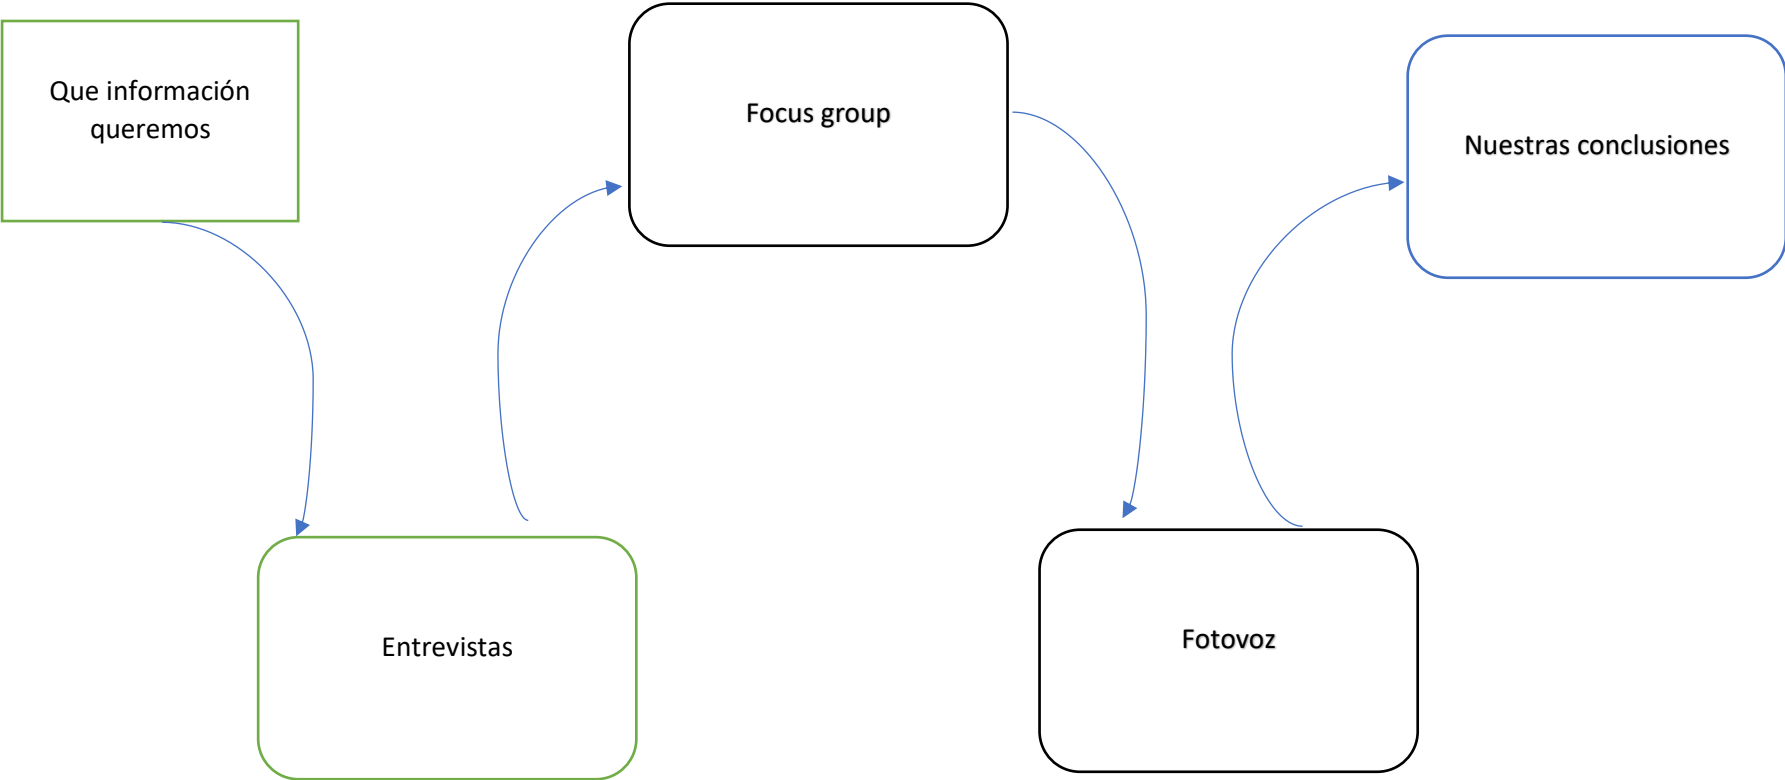 Que información
queremos
Entrevistas
Focus group
Fotovoz
Nuestras conclusiones